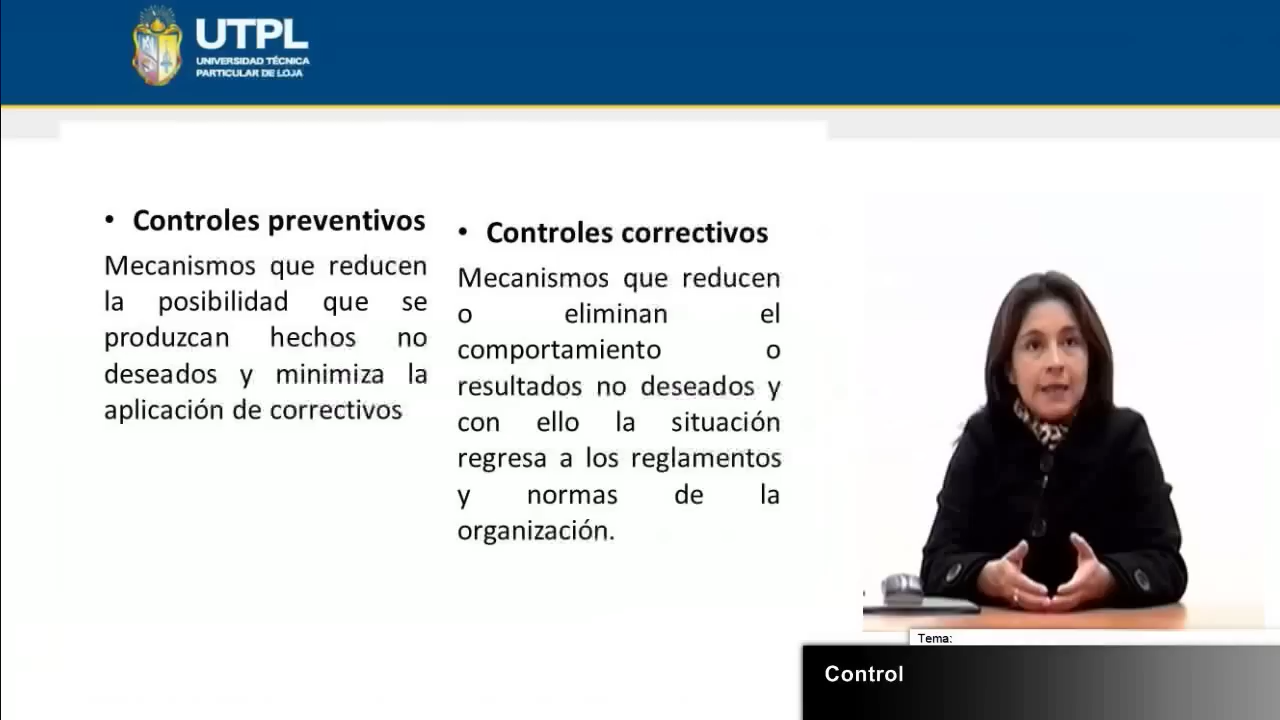 UTPL
UNIVERSIDAD TÉCNICA
PARTICULAR DE LOJA
• Controles preventivos
Mecanismos que reducen
la posibilidad que se
produzcan hechos no
deseados y minimiza la
aplicación de correctivos
• Controles correctivos
Mecanismos que reducen
o eliminan el
comportamiento o
resultados no deseados y
con ello la situación
regresa a los reglamentos
y normas de la
organización.
Tema:
Control